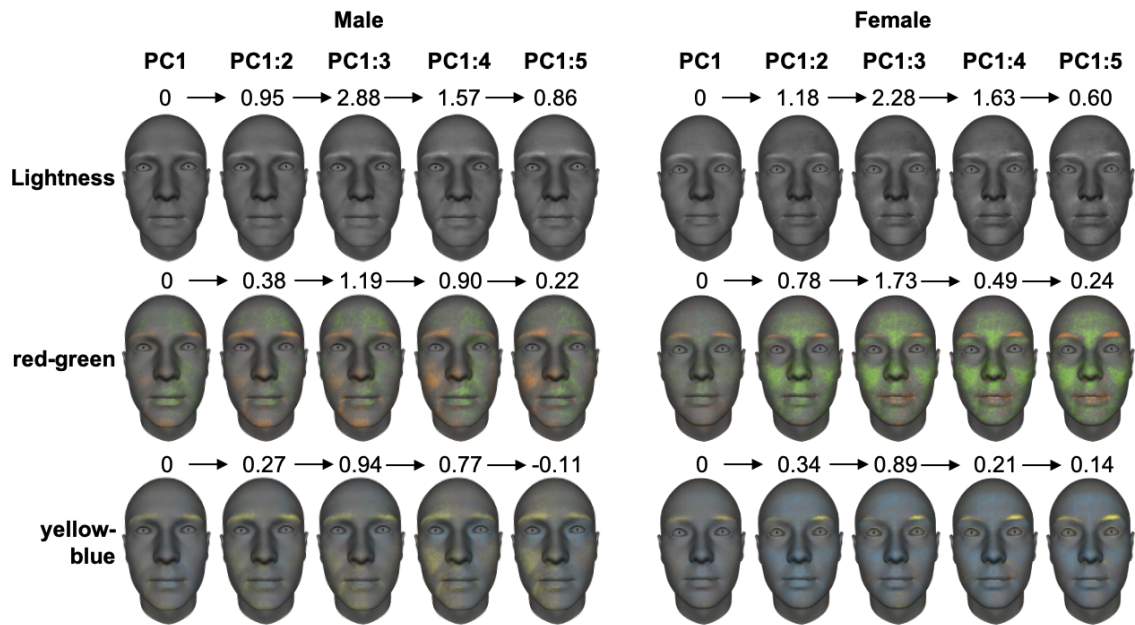 Male Female
PC1 PC1:2 PC1:3 PC1:4 PC1:5 PC1 PC1:2 PC1:3 PC1:4 PC1:5
0 → 0.95 → 2.88 → 1.57 → 0.86 0 → 1.18 → 2.28 → 1.63 → 0.60
Lightness
0 → 0.38 → 1.19 → 0.90 → 0.22 0 → 0.78 → 1.73 → 0.49 → 0.24
red-green
0 → 0.27 → 0.94 → 0.77 → -0.11 0 → 0.34 → 0.89 → 0.21 → 0.14
yellow-
blue